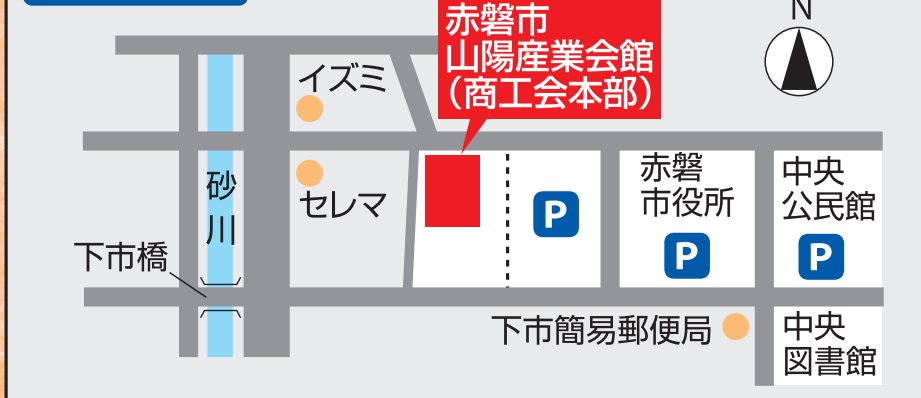 N
赤磐市
山陽産業会館
（商工会本部）
イズミ
セレマ
砂川
下市橋
P
赤磐
市役所
P
中央
公民館
P
下市簡易郵便局
中央
図書館